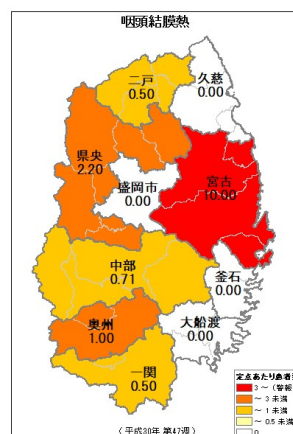 咽頭結膜熱
二戸
0.50
久慈
0.00
県央
2.20
盛岡市
0.00
宮古
10.00
中部
0.71
釜石
0.00
奥州
1.00
大船渡
0.00
一関
0.50
定点あたり患者
3～（警報
～3 未満
～1 未満
～0.5 未満
0
（平成30年 第47週）